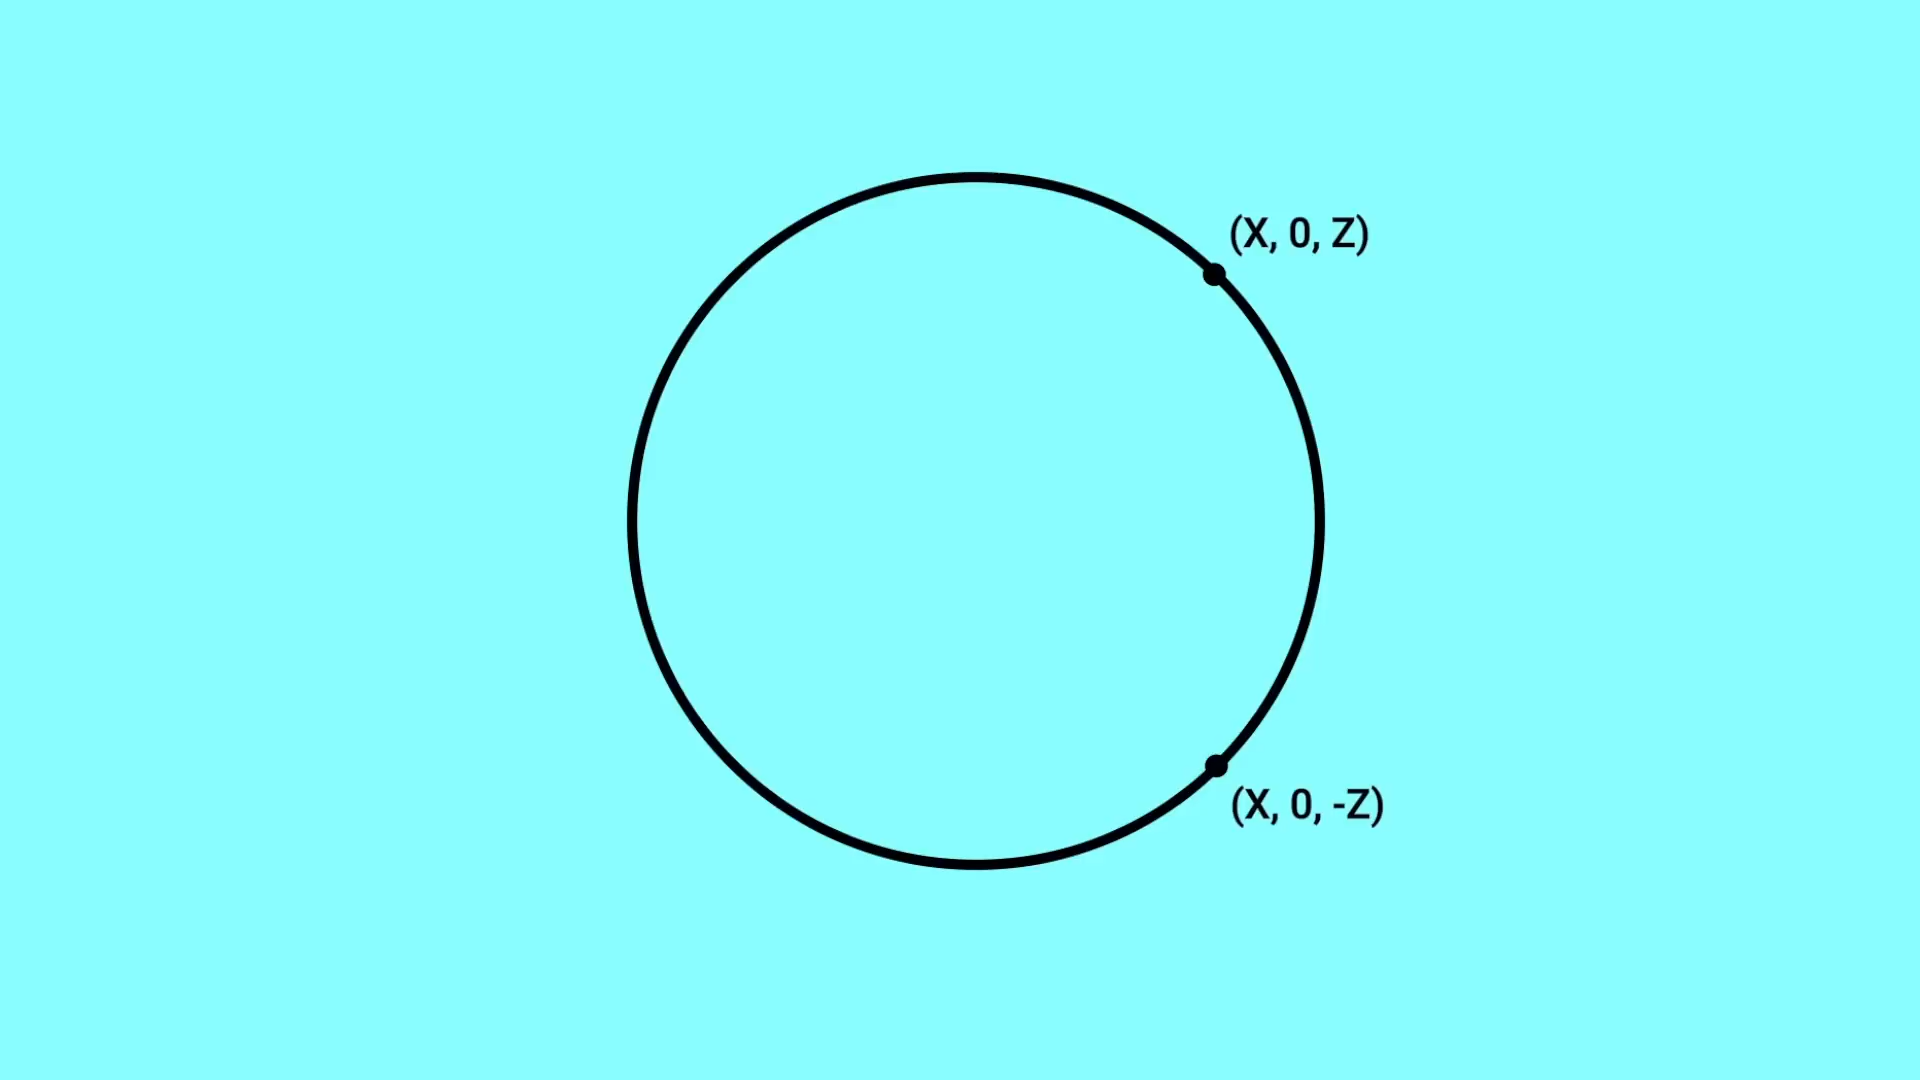 (X, 0, Z)
(X, 0, -Z)